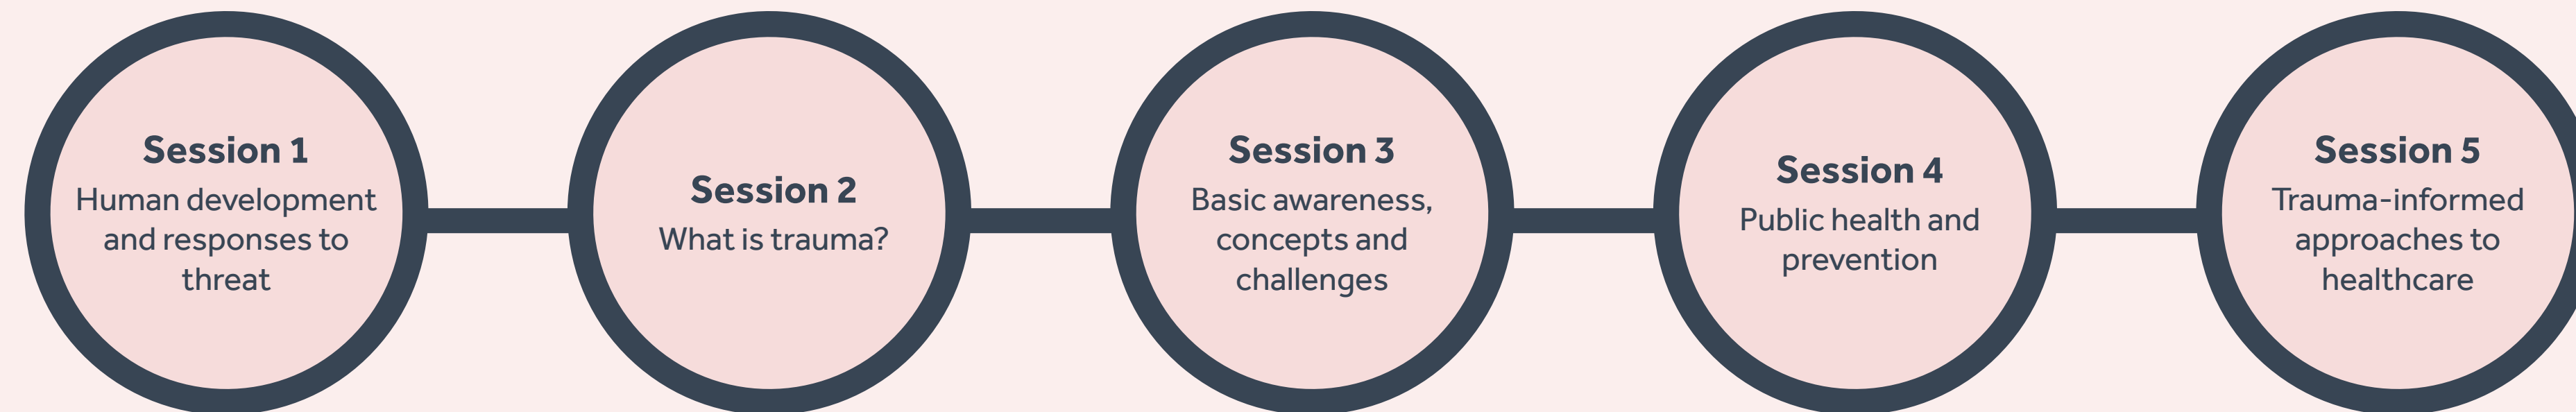 Session 1
Human development
and responses to
threat
Session 2
What is trauma?
Session 3
Basic awareness,
concepts and
challenges
Session 4
Public health and
prevention
Session 5
Trauma-informed
approaches to
healthcare